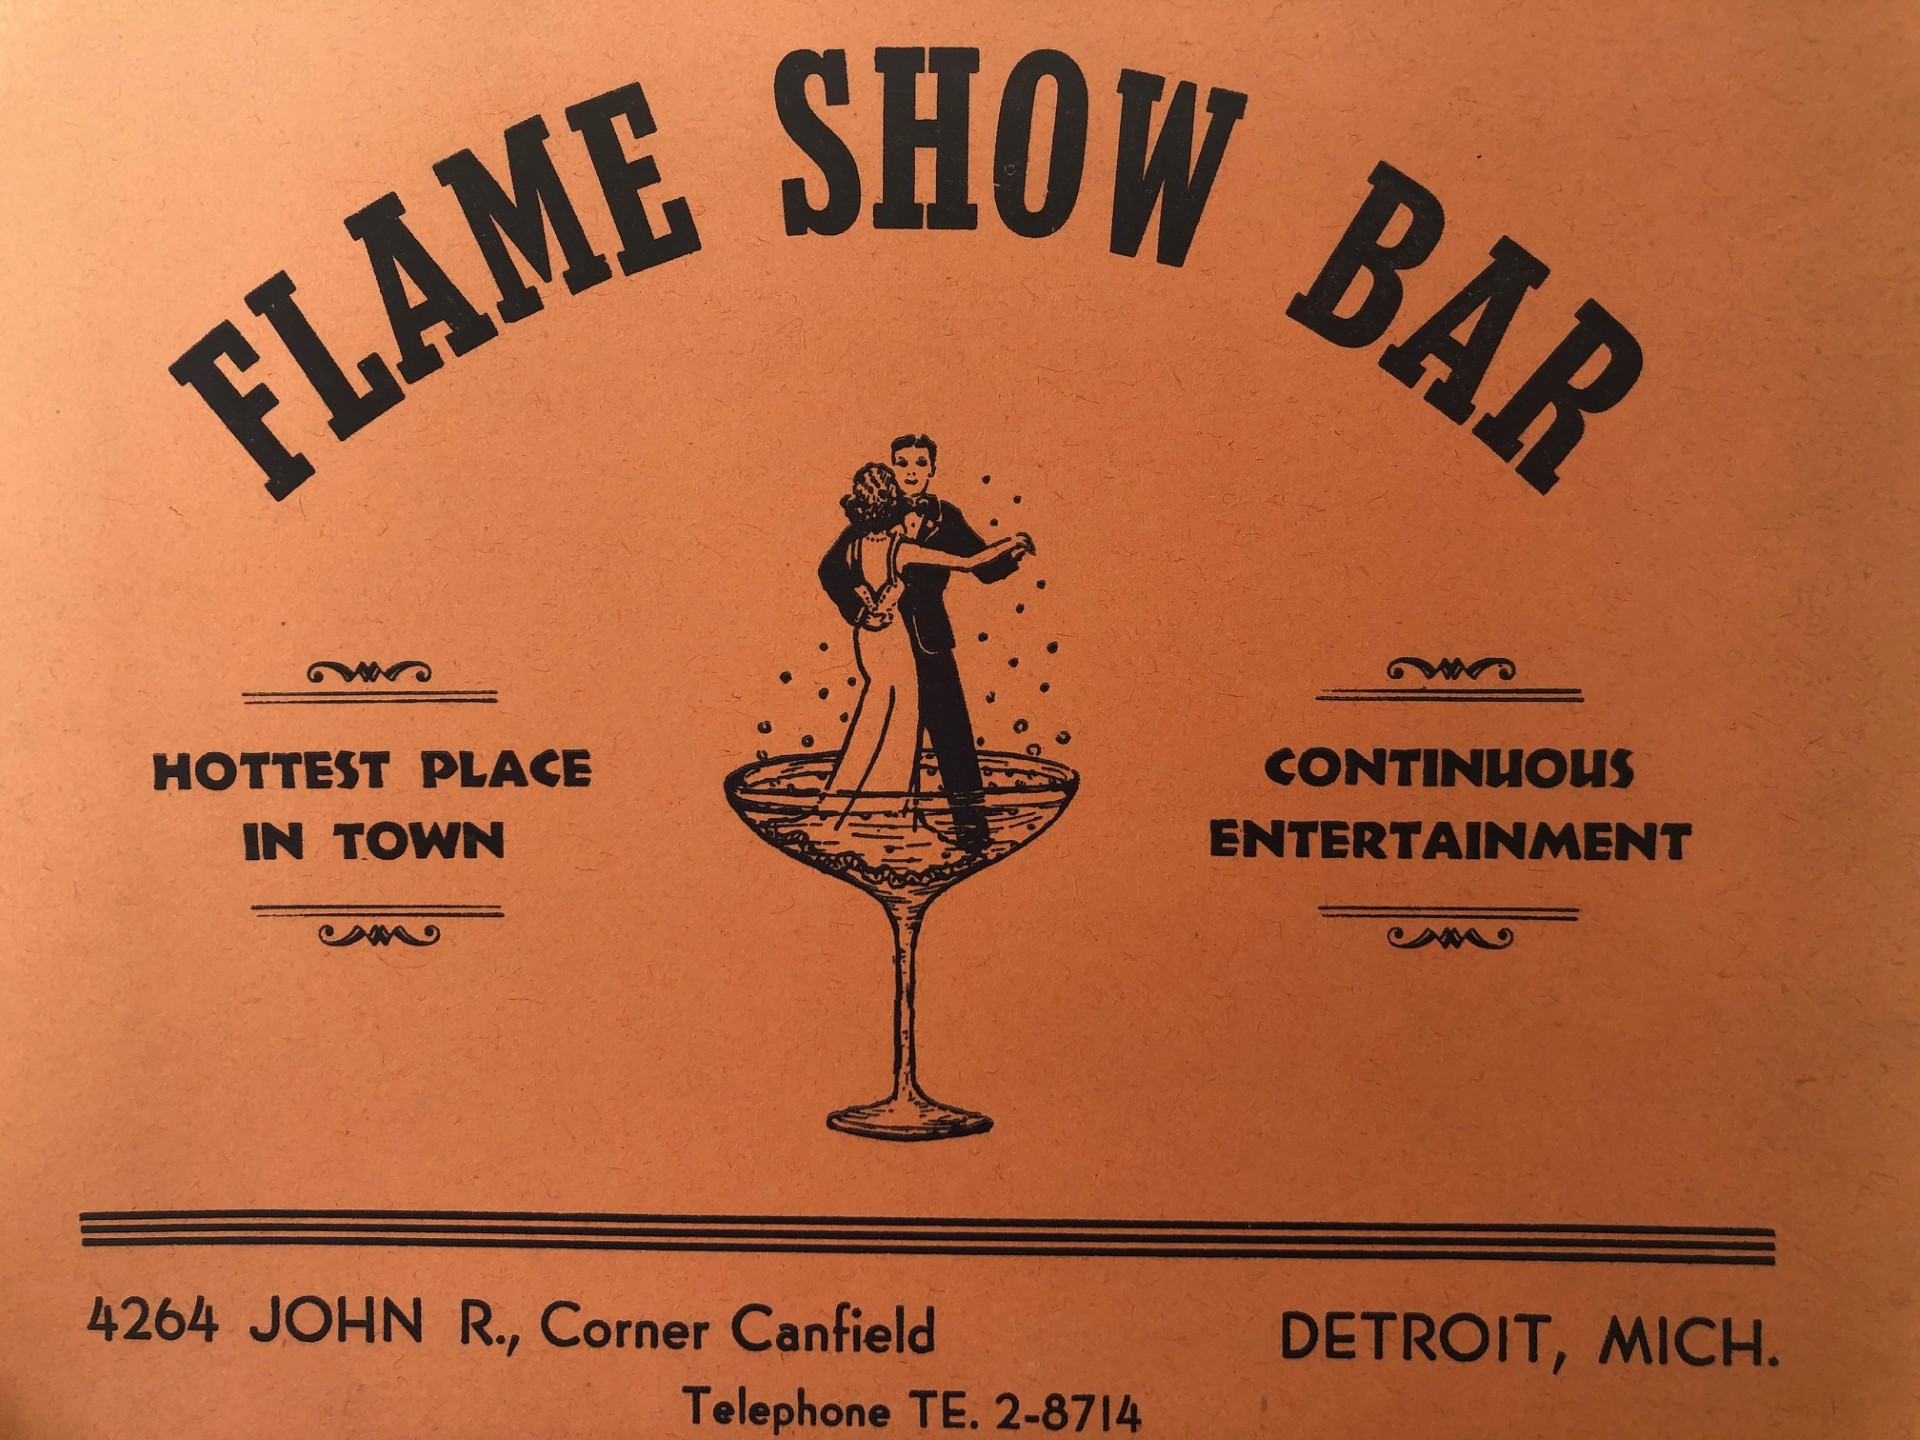 FLAME SHOW BAR
HOTTEST PLACE
IN TOWN
CONTINUOUS
ENTERTAINMENT
4264 JOHN R., Corner Canfield
DETROIT, MICH.
Telephone TE. 2-8714